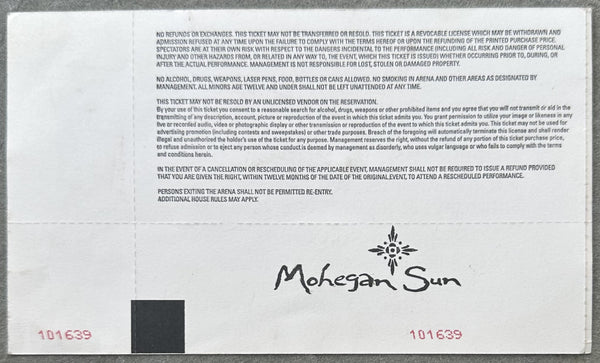 NO REFUNDS OR EXCHANGES. THIS TICKET MAY NOT BE TRANSFERRED OR RESOLD. THIS TICKET IS A REVOCABLE LICENSE WHICH MAY BE WITHDRAWN AND
ADMISSION REFUSED AT ANY TIME UPON THE FAILURE TO COMPLY WITH THE TERMS HEREOF OR UPON THE REFUNDING OF THE PRINTED PURCHASE PRICE.
SPECTATORS ARE AT THEIR OWN RISK WITH RESPECT TO THE DANGERS INCIDENTAL TO THE PERFORMANCE (INCLUDING ALL RISK AND DANGER OF PERSONAL
INJURY AND OTHER HAZARDS FROM, OR RELATED IN ANY WAY TO, THE EVENT, WHICH THIS TICKET IS ISSUED) WHETHER OCCURRING PRIOR TO, DURING, OR
AFTER THE ACTUAL PERFORMANCE. MANAGEMENT IS NOT RESPONSIBLE FOR LOST, STOLEN OR DAMAGED PROPERTY.
NO ALCOHOL, DRUGS, WEAPONS, LASER PENS, FOOD, BOTTLES OR CANS ALLOWED. NO SMOKING IN ARENA AND OTHER AREAS AS DESIGNATED BY
MANAGEMENT. ALL MINORS AGE TWELVE AND UNDER SHALL NOT BE LEFT UNATTENDED AT ANY TIME.
THIS TICKET MAY NOT BE RESOLD BY AN UNLICENSED VENDOR ON THE RESERVATION.
By your use of this ticket you consent to a reasonable search for alcohol, drugs, weapons or other prohibited items and you agree that you will not transmit or aid in the
transmitting of any description, account, picture or reproduction of the event in which this ticket admits you. You grant permission to utilize your image or likeness in any
live or recorded audio, video or photographic display or other transmission or reproduction of the event to which this ticket admits you. This ticket may not be used for
advertising promotion (including contests and sweepstakes) or other trade purposes. Breach of the foregoing will automatically terminate this license and shall render
illegal and unauthorized the holder's use of the ticket for any purpose. Management reserves the right, without the refund of any portion of this ticket purchase price,
to refuse admission or to eject any person whose conduct is deemed by management as disorderly, who uses vulgar language or who fails to comply with the terms
and conditions herein.
IN THE EVENT OF A CANCELLATION OR RESCHEDULING OF THE APPLICABLE EVENT, MANAGEMENT SHALL NOT BE REQUIRED TO ISSUE A REFUND PROVIDED
THAT YOU ARE GIVEN THE RIGHT, WITHIN TWELVE MONTHS OF THE DATE OF THE ORIGINAL EVENT, TO ATTEND A RESCHEDULED PERFORMANCE.
PERSONS EXITING THE ARENA SHALL NOT BE PERMITTED RE-ENTRY.
ADDITIONAL HOUSE RULES MAY APPLY.
Mohegan Sun
101639
101639